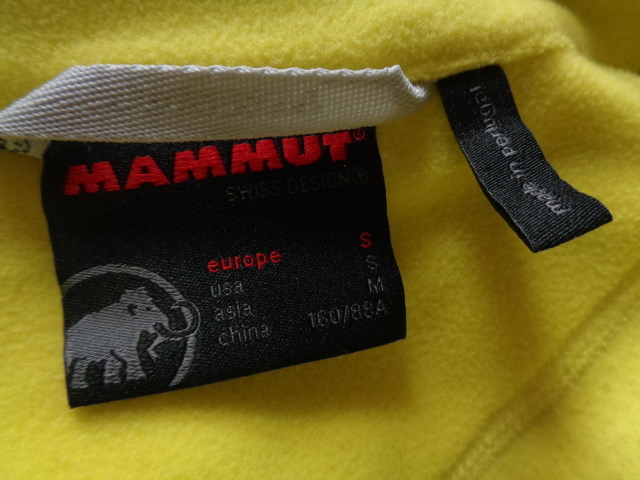 MAMMUT®
SWISS DESIGN
europe S
usa S
asia M
china 160/88A
made in portugal